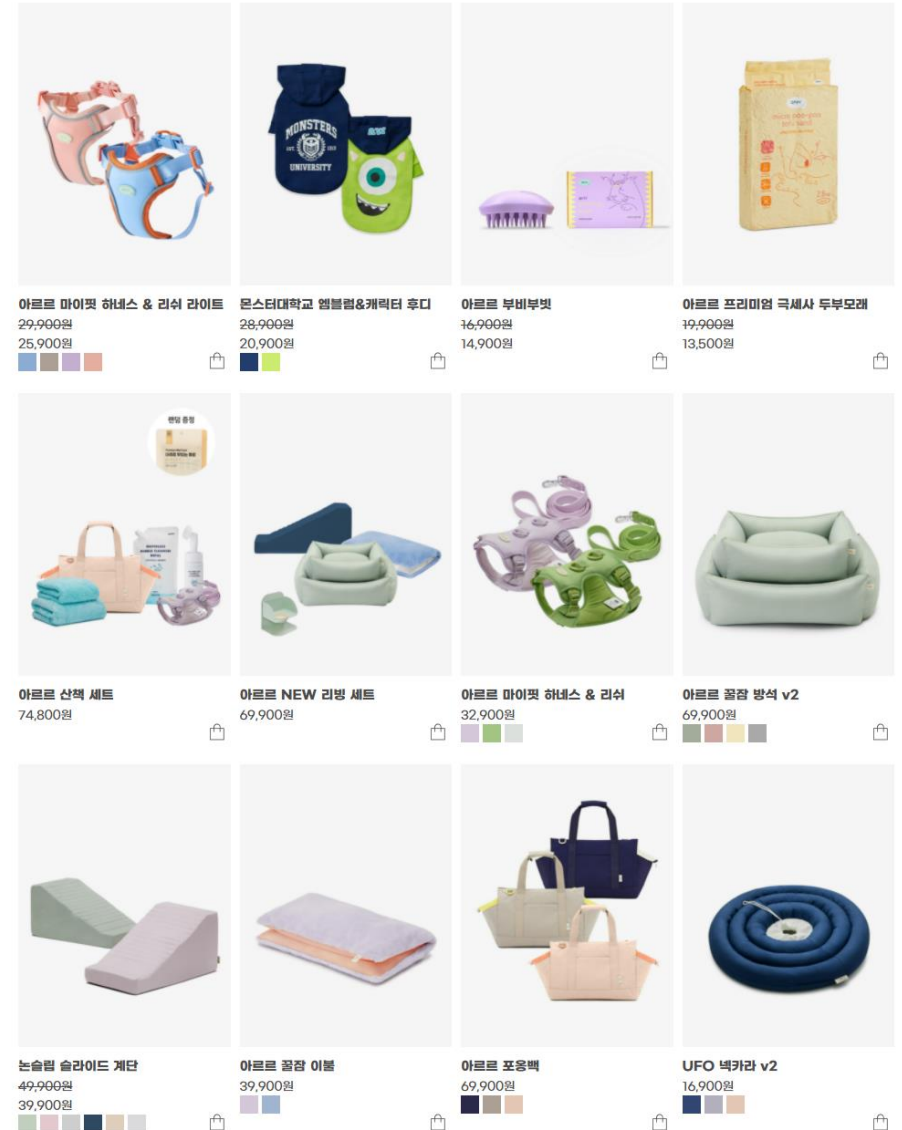 MONSTERS
UNIVERSITY
아르르 마이핏 하네스 & 리쉬 라이트
29,900원
25,900원
몬스터대학교 엠블럼&캐릭터 후디
28,900원
20,900원
아르르 부비부빗
16,900원
14,900원
아르르 프리미엄 극세사 두부모래
19,900원
13,500원
랜덤 증정
아르르 산책 세트
74,800원
아르르 NEW 리빙 세트
69,900원
아르르 마이핏 하네스 & 리쉬
32,900원
아르르 꿀잠 방석 v2
69,900원
논슬립 슬라이드 계단
49,900원
39,900원
아르르 꿀잠 이불
39,900원
아르르 포옹백
69,900원
UFO 넥카라 v2
16,900원